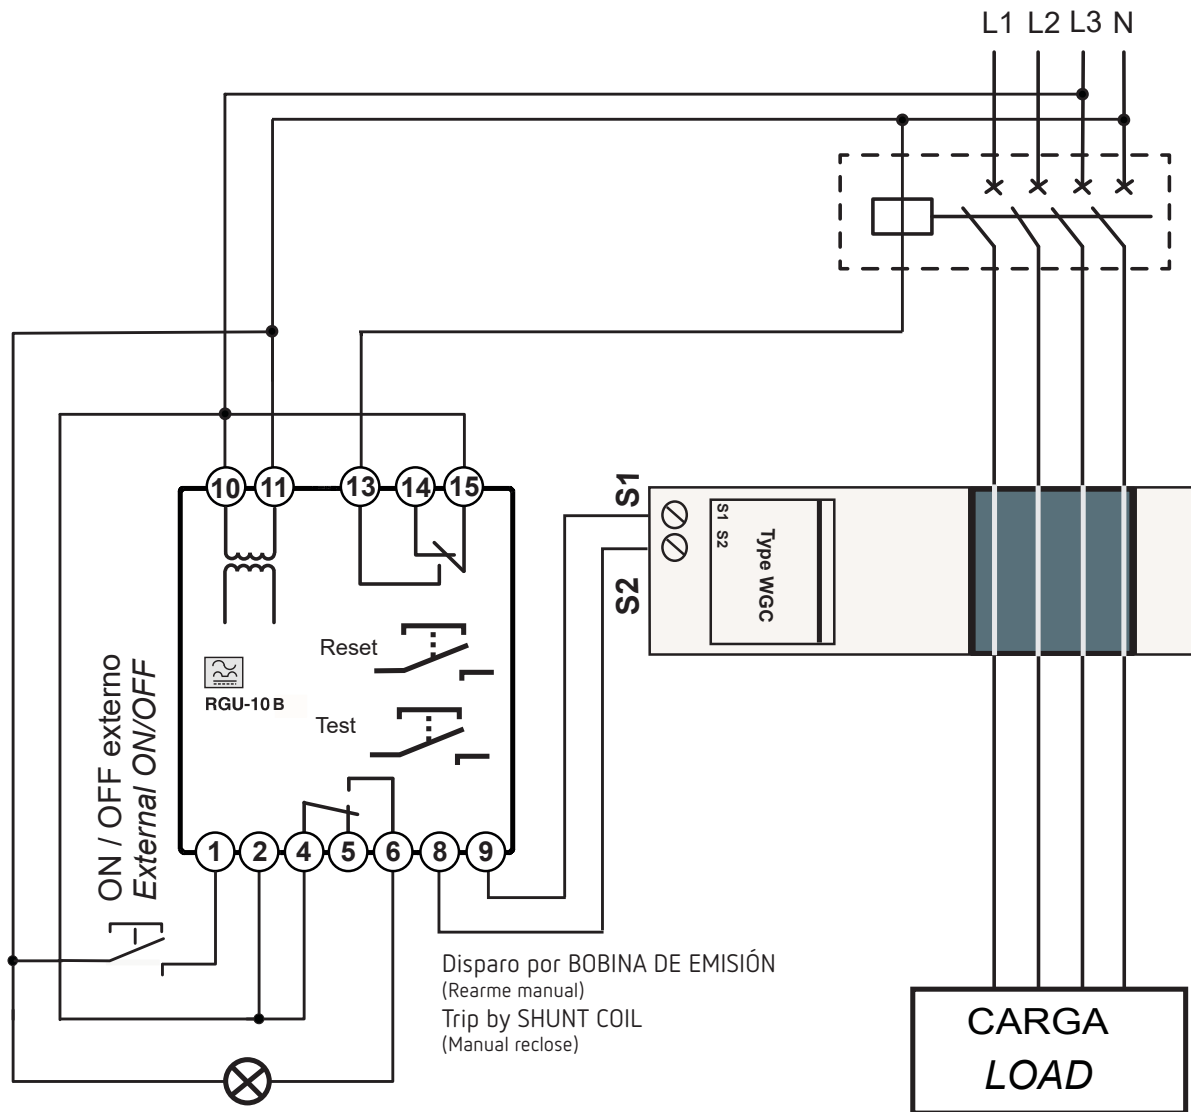 L1 L2 L3 N
10 11 13 14 15
S1
S2
S1 S2
Type WGC
Reset
RGU-10 B
Test
ON / OFF externo
External ON/OFF
1 2 4 5 6 8 9
Disparo por BOBINA DE EMISIÓN
(Rearme manual)
Trip by SHUNT COIL
(Manual reclose)
CARGA
LOAD